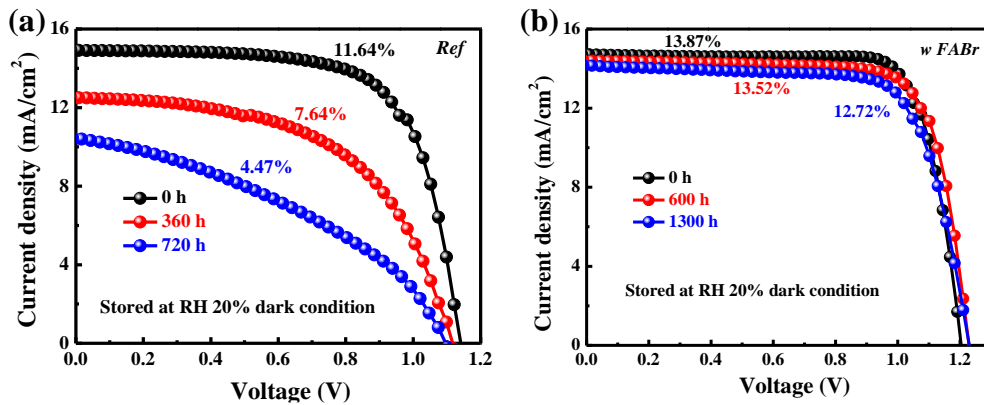 (a)
Current density (mA/cm²)
16
12
8
4
0
11.64%
Ref
7.64%
4.47%
0 h
360 h
720 h
Stored at RH 20% dark condition
0.0 0.2 0.4 0.6 0.8 1.0 1.2
Voltage (V)
(b)
Current density (mA/cm²)
16
12
8
4
0
13.87%
w FABr
13.52%
12.72%
0 h
600 h
1300 h
Stored at RH 20% dark condition
0.0 0.2 0.4 0.6 0.8 1.0 1.2
Voltage (V)